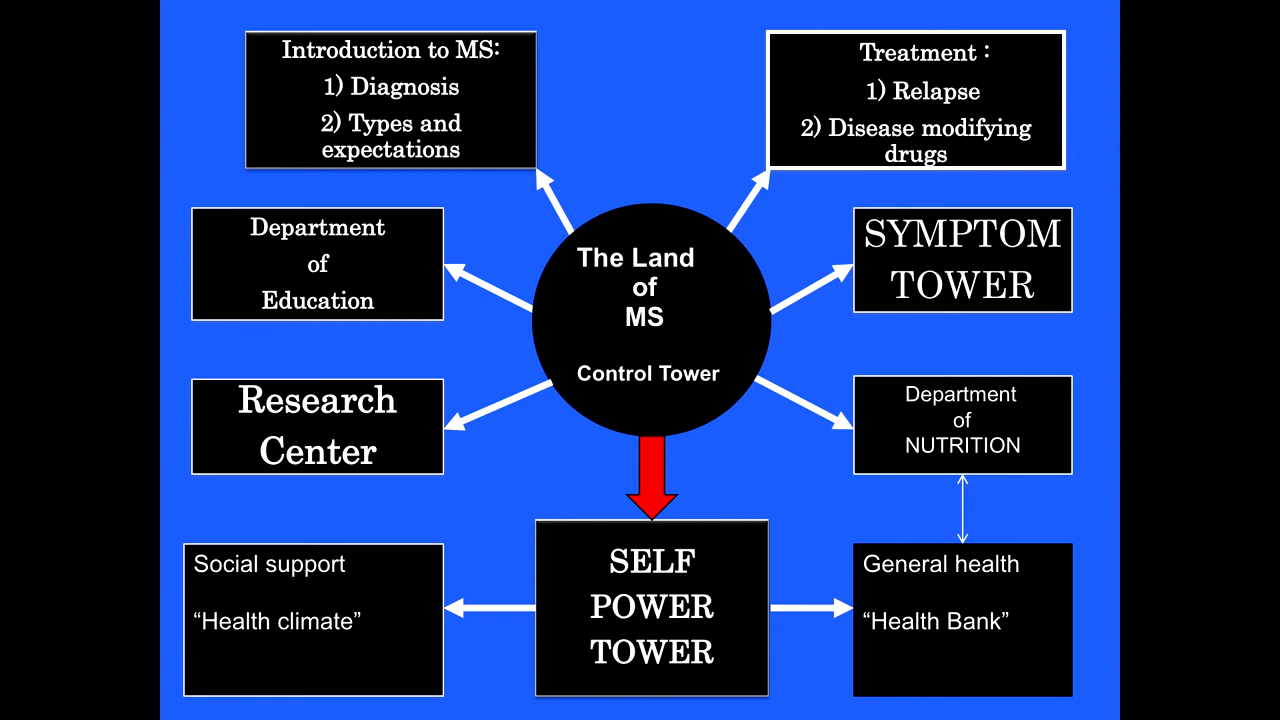 Introduction to MS:
1) Diagnosis
2) Types and
expectations
Treatment :
1) Relapse
2) Disease modifying
drugs
Department
of
Education
The Land
of
MS
Control Tower
SYMPTOM
TOWER
Research
Center
Department
of
NUTRITION
Social support
“Health climate”
SELF
POWER
TOWER
General health
“Health Bank”